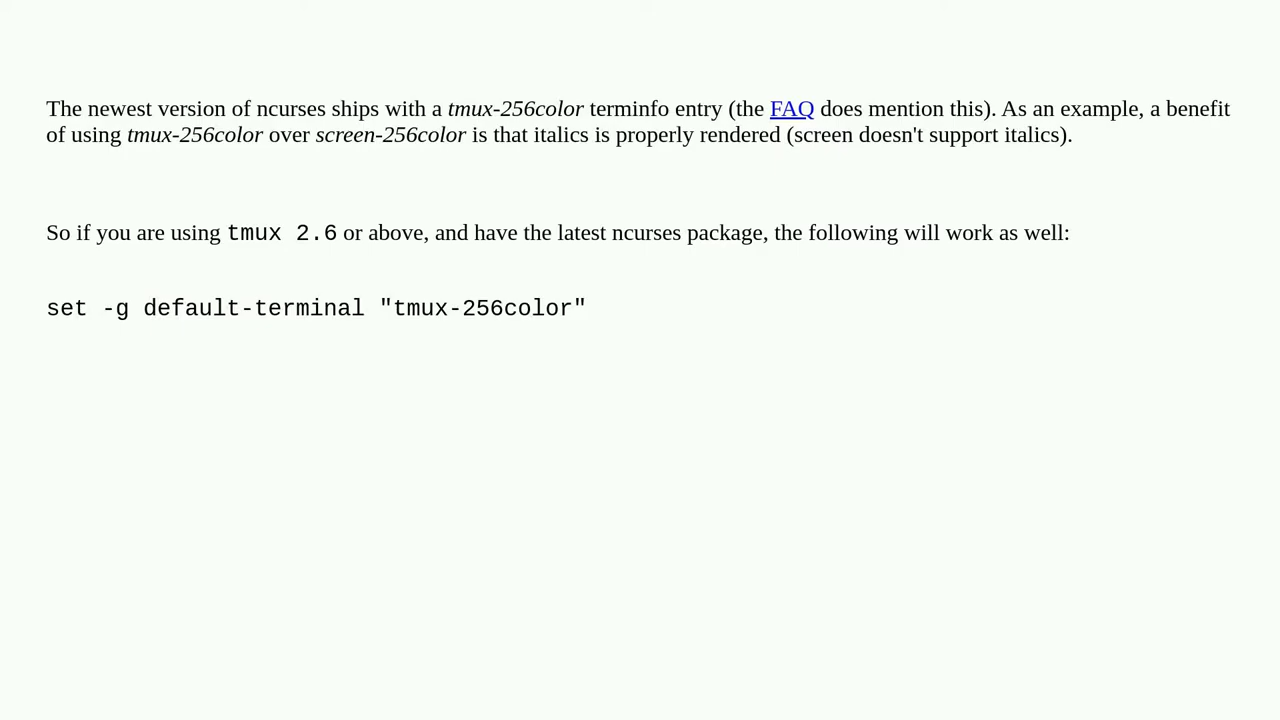 The newest version of ncurses ships with a tmux-256color terminfo entry (the FAQ does mention this). As an example, a benefit
of using tmux-256color over screen-256color is that italics is properly rendered (screen doesn't support italics).
So if you are using tmux 2.6 or above, and have the latest ncurses package, the following will work as well:
set -g default-terminal "tmux-256color"